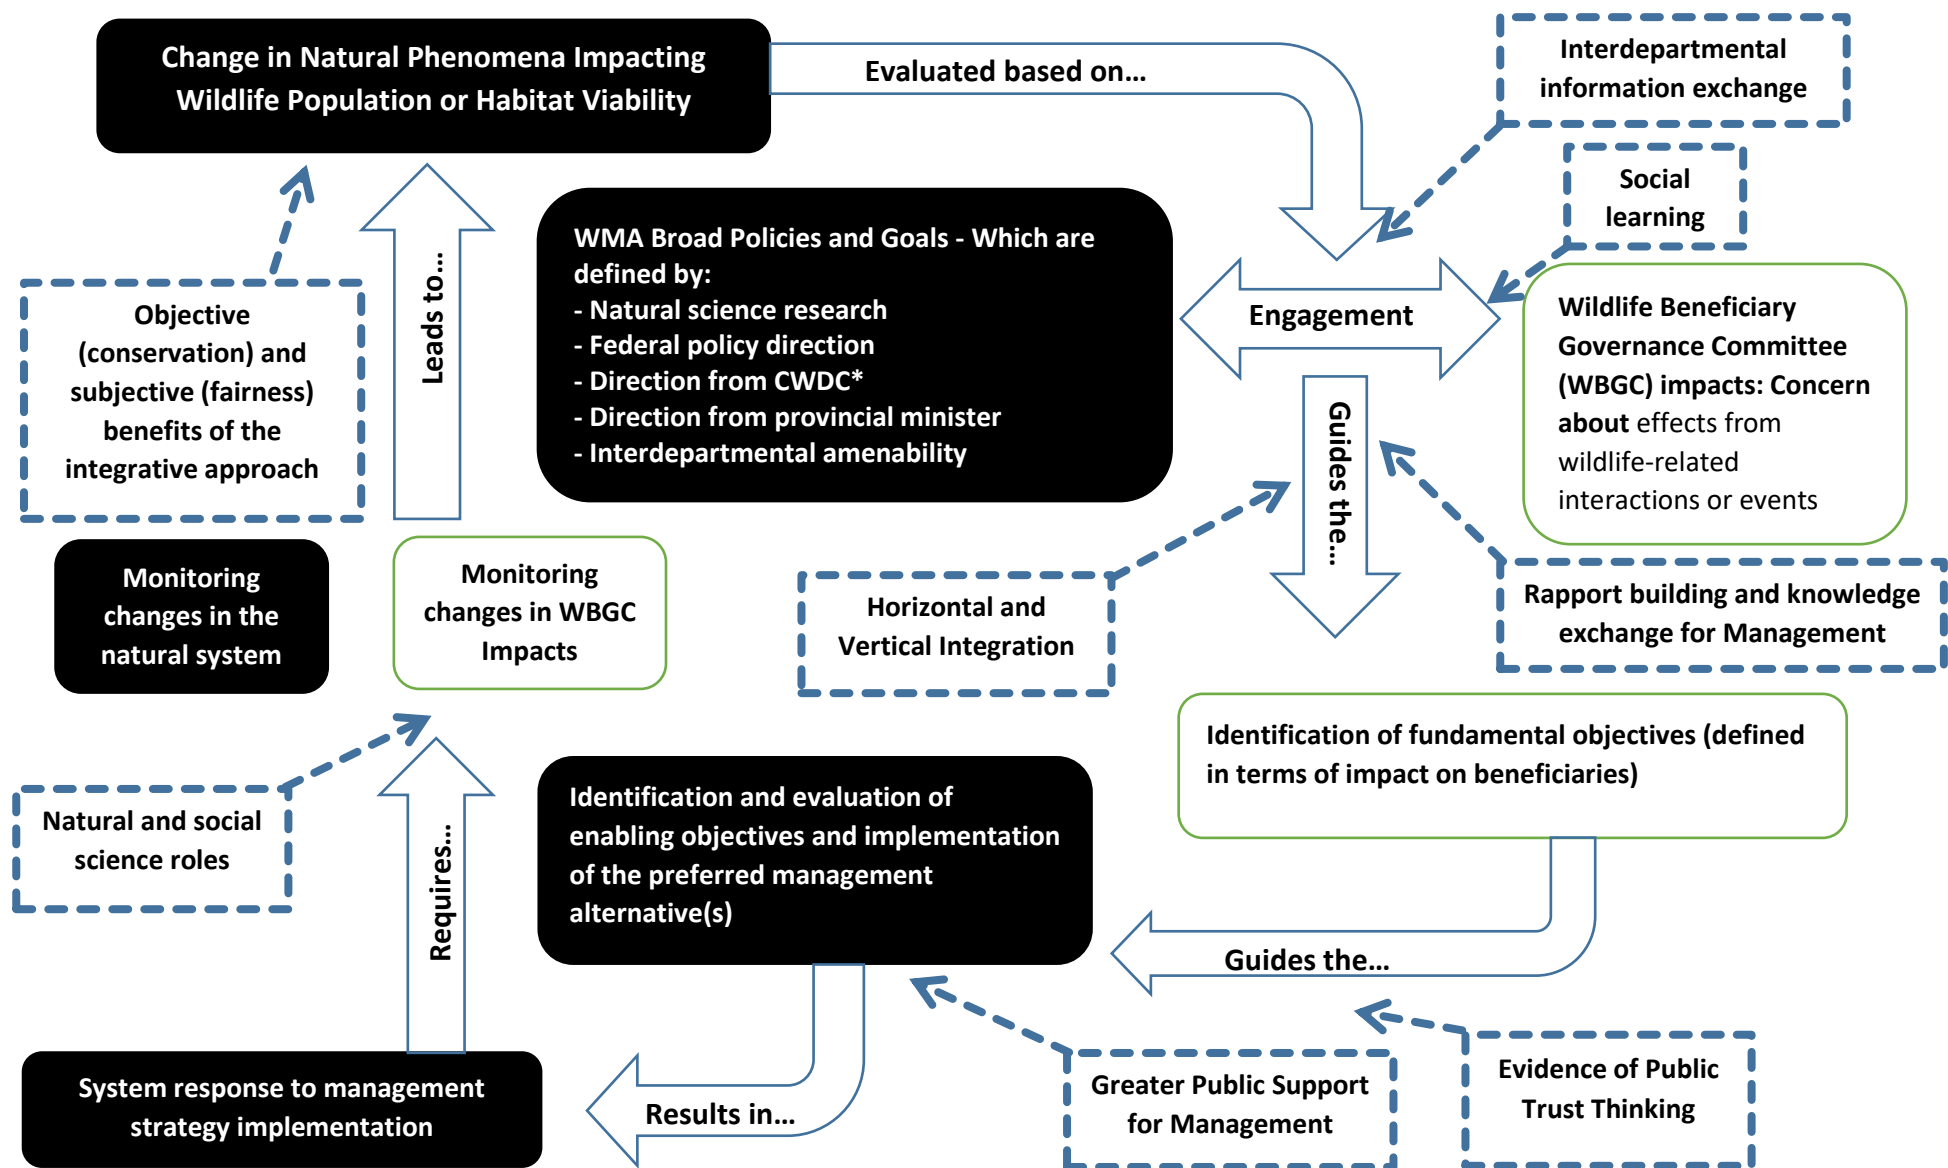 Change in Natural Phenomena Impacting
Wildlife Population or Habitat Viability
Evaluated based on...
Interdepartmental
information exchange
Social
learning
WMA Broad Policies and Goals - Which are
defined by:
- Natural science research
- Federal policy direction
- Direction from CWDC*
- Direction from provincial minister
- Interdepartmental amenability
Engagement
Wildlife Beneficiary
Governance Committee
(WBGC) impacts: Concern
about effects from
wildlife-related
interactions or events
Objective
(conservation) and
subjective (fairness)
benefits of the
integrative approach
Leads to...
Guides the...
Monitoring
changes in the
natural system
Monitoring
changes in WBGC
Impacts
Horizontal and
Vertical Integration
Rapport building and knowledge
exchange for Management
Identification of fundamental objectives (defined
in terms of impact on beneficiaries)
Natural and social
science roles
Requires...
Identification and evaluation of
enabling objectives and implementation
of the preferred management
alternative(s)
Guides the...
System response to management
strategy implementation
Results in...
Greater Public Support
for Management
Evidence of Public
Trust Thinking